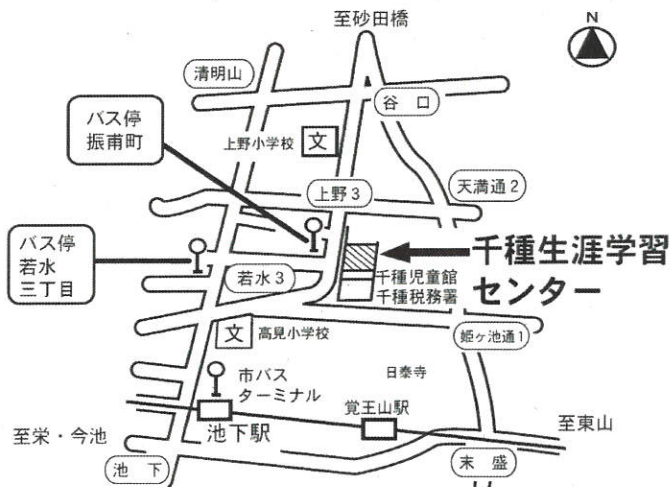 至砂田橋
N
清明山
谷口
バス停
振甫町
上野小学校
文
上野3
天満通2
千種生涯学習
センター
バス停
若水
三丁目
若水3
千種児童館
千種税務署
文
高見小学校
姫ヶ池通1
市バス
ターミナル
日泰寺
覚王山駅
至栄・今池
池下駅
至東山
池下
末盛